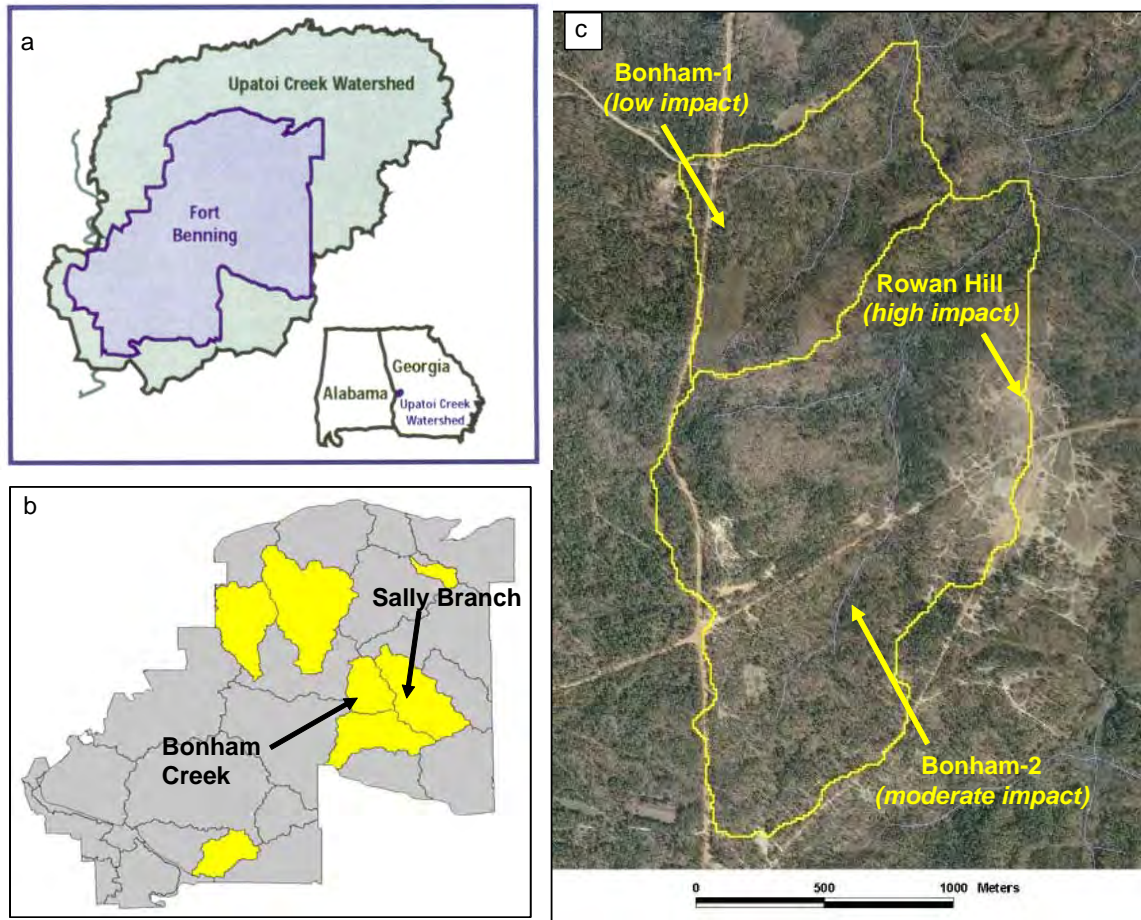 a
Upatoi Creek Watershed
Fort
Benning
Georgia
Alabama
Upatoi Creek
Watershed
b
Sally Branch
Bonham
Creek
c
Bonham-1
(low impact)
Rowan Hill
(high impact)
Bonham-2
(moderate impact)
0 500 1000 Meters